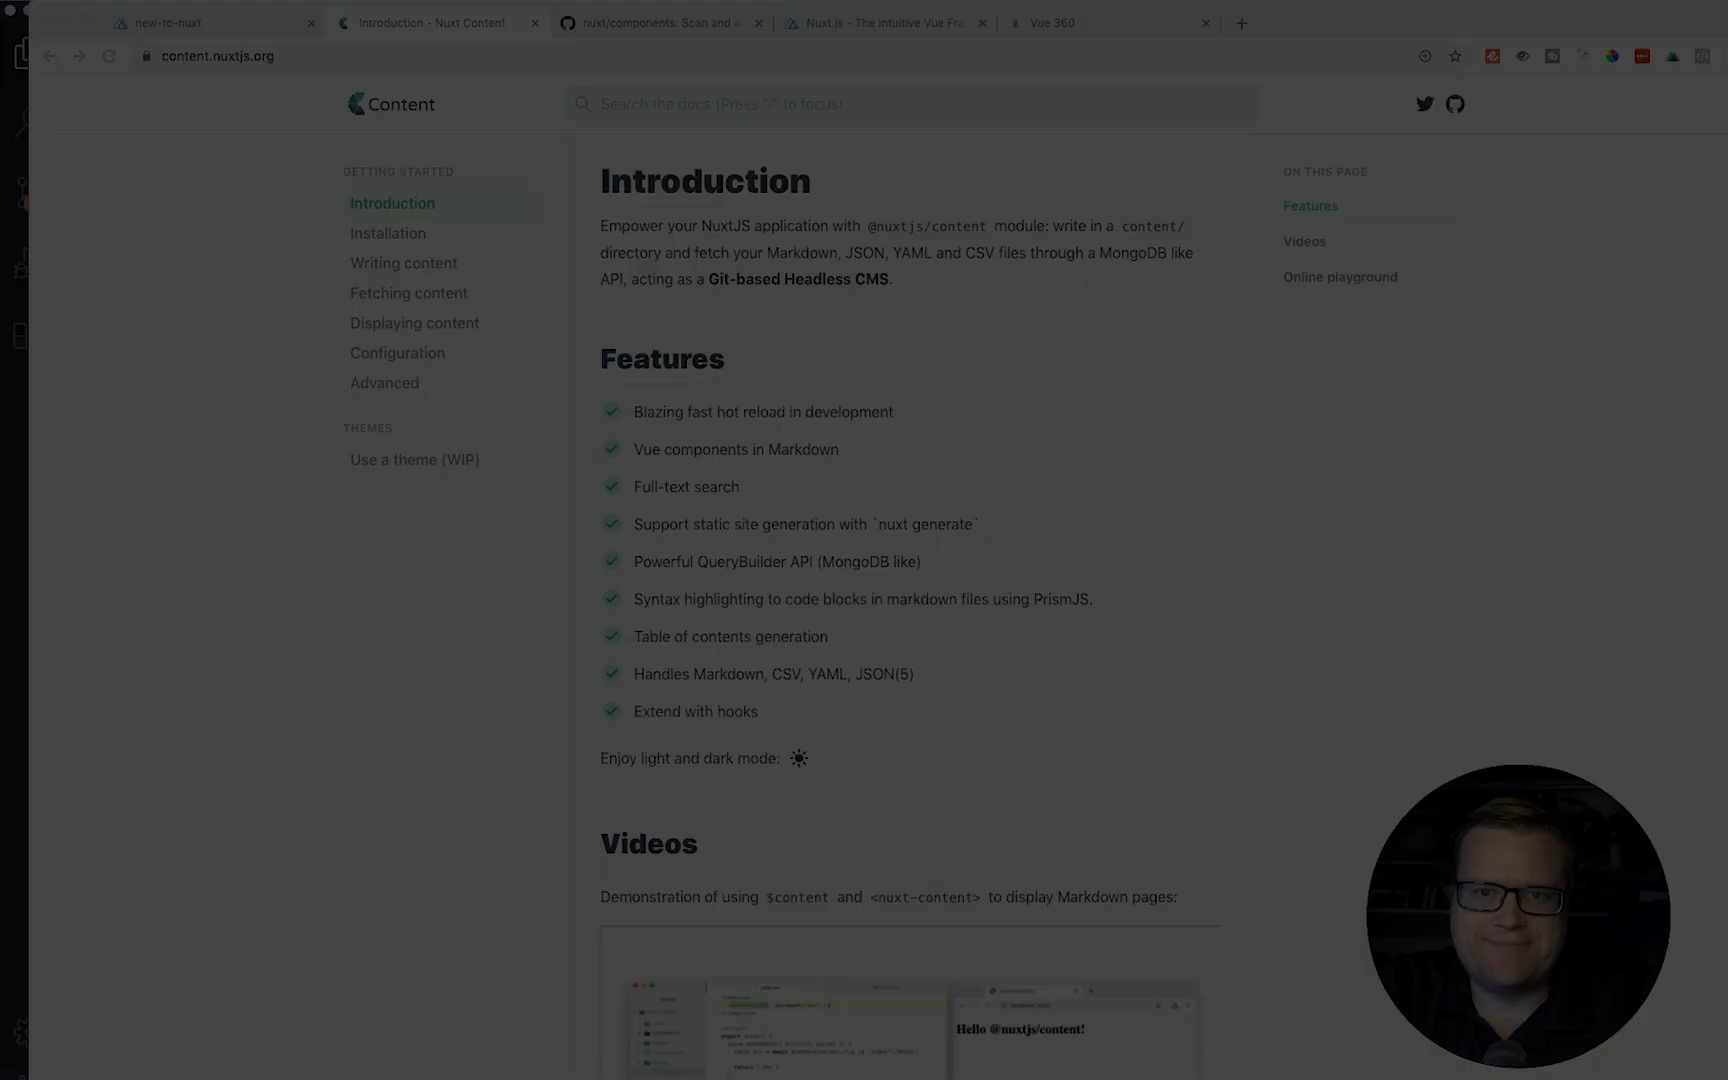 new-to-nuxt
Introduction - Nuxt Content
nuxt/components: Scan and a
Nuxt.js - The Intuitive Vue Fra
Vue 360
content.nuxtjs.org
Content
Search the docs (Press "/" to focus)
GETTING STARTED
Introduction
Installation
Writing content
Fetching content
Displaying content
Configuration
Advanced
THEMES
Use a theme (WIP)
Introduction
Empower your NuxtJS application with @nuxtjs/content module: write in a content/
directory and fetch your Markdown, JSON, YAML and CSV files through a MongoDB like
API, acting as a Git-based Headless CMS.
Features
Blazing fast hot reload in development
Vue components in Markdown
Full-text search
Support static site generation with `nuxt generate`
Powerful QueryBuilder API (MongoDB like)
Syntax highlighting to code blocks in markdown files using PrismJS.
Table of contents generation
Handles Markdown, CSV, YAML, JSON(5)
Extend with hooks
Enjoy light and dark mode:
Videos
Demonstration of using $content and <nuxt-content> to display Markdown pages:
Hello @nuxtjs/content!
ON THIS PAGE
Features
Videos
Online playground